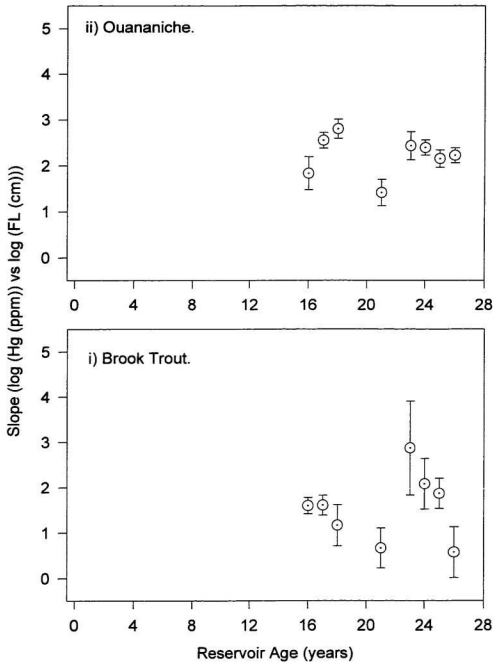 ii) Ouananiche.
5
4
3
2
1
0
0 4 8 12 16 20 24 28
Slope (log (Hg (ppm)) vs log (FL (cm)))
i) Brook Trout.
5
4
3
2
1
0
0 4 8 12 16 20 24 28
Reservoir Age (years)